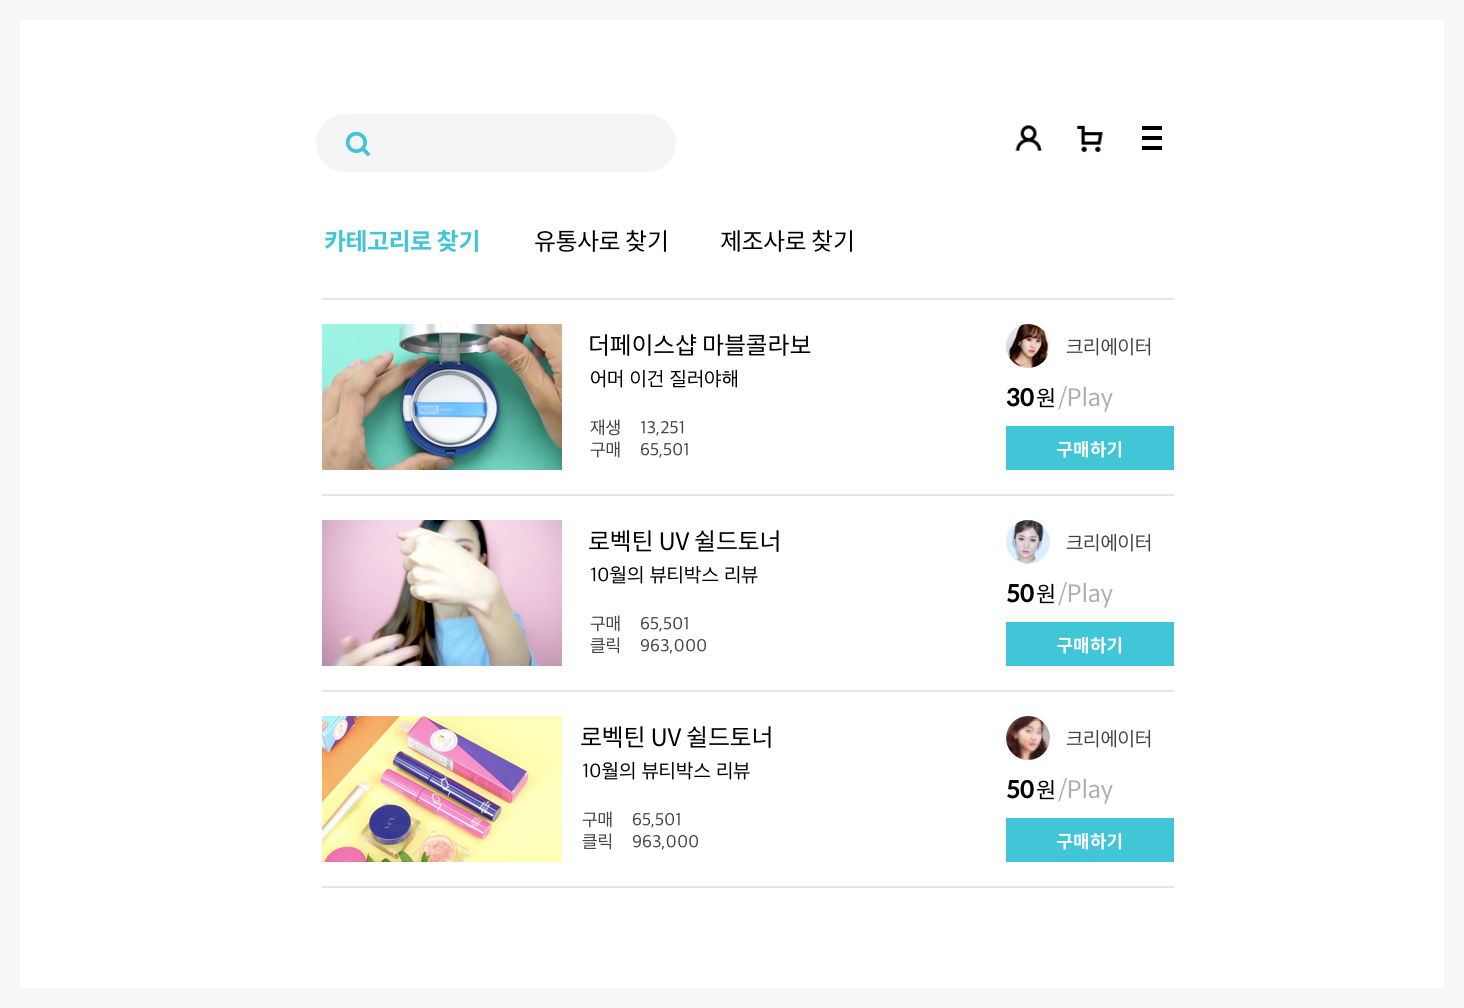 카테고리로 찾기
유통사로 찾기
제조사로 찾기
더페이스샵 마블콜라보
어머 이건 질러야해
재생 13,251
구매 65,501
크리에이터
30원/Play
구매하기
로벡틴 UV 쉴드토너
10월의 뷰티박스 리뷰
구매 65,501
클릭 963,000
크리에이터
50원/Play
구매하기
로벡틴 UV 쉴드토너
10월의 뷰티박스 리뷰
구매 65,501
클릭 963,000
크리에이터
50원/Play
구매하기